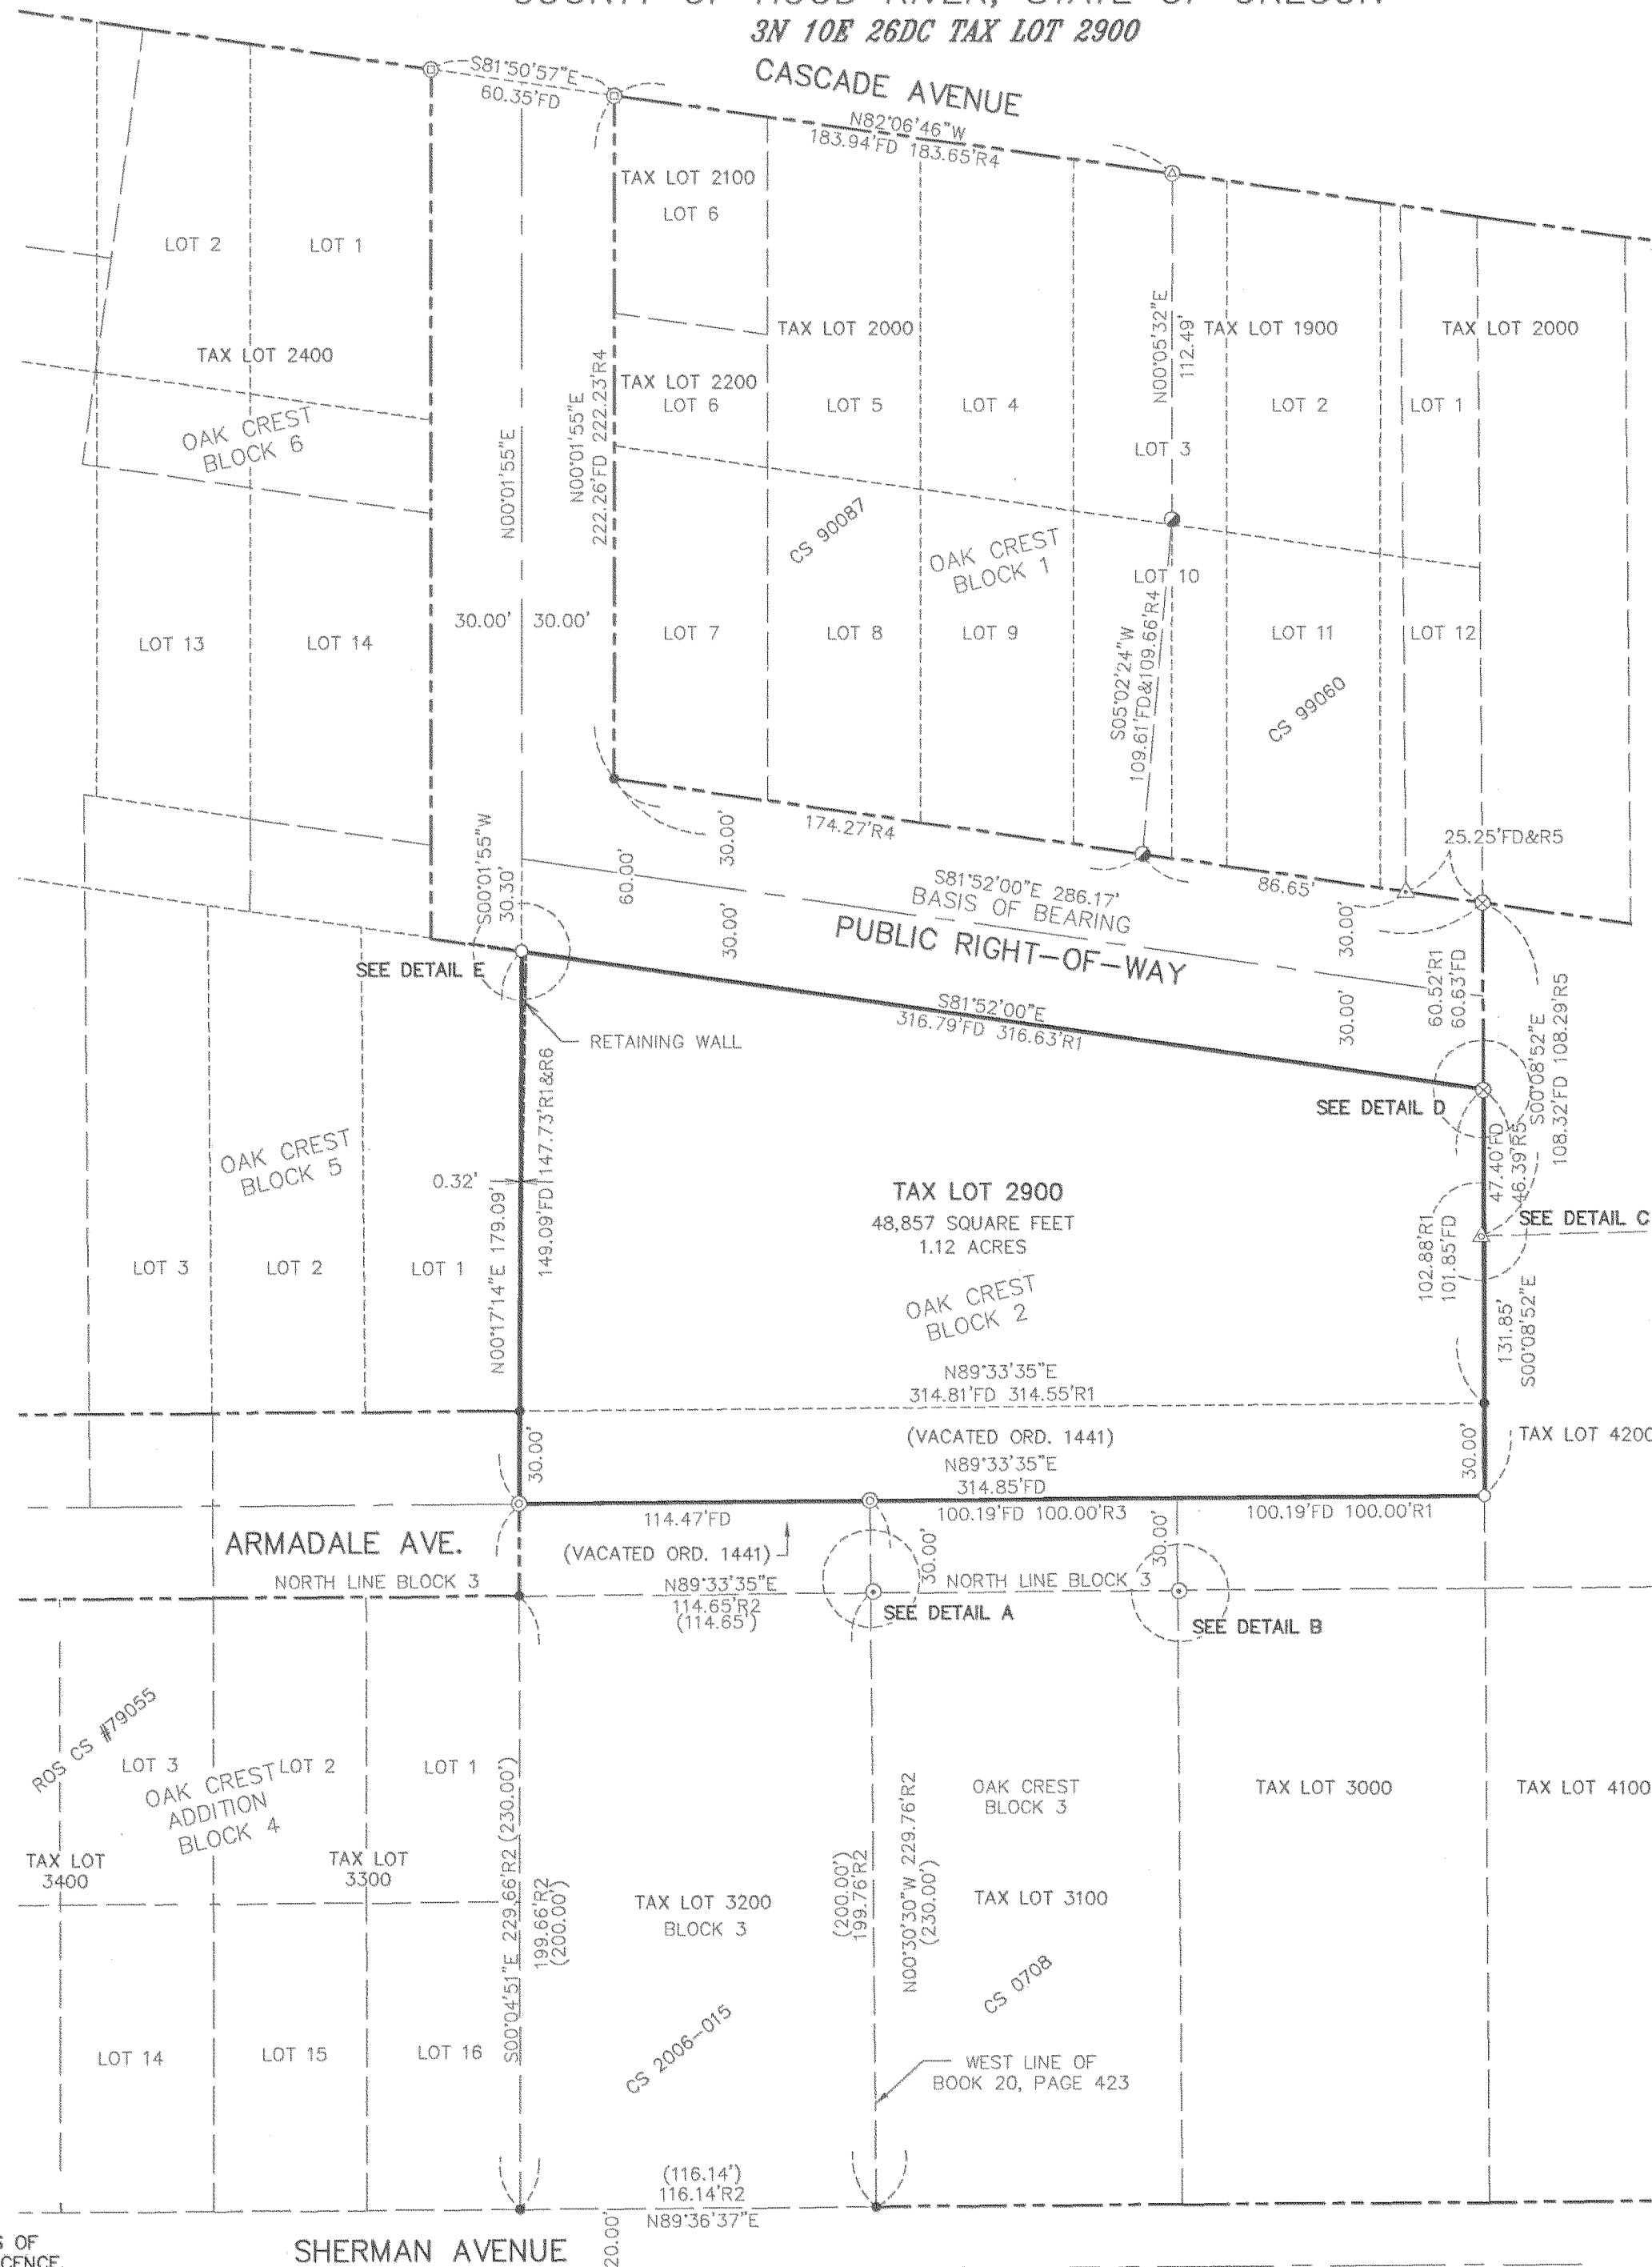 COUNTY OF HOOD RIVER, STATE OF OREGON
3N 10E 26DC TAX LOT 2900
CASCADE AVENUE
S81°50'57"E
60.35'FD
N82°06'46"W
183.94'FD 183.65'R4
TAX LOT 2100
LOT 6
LOT 2
LOT 1
TAX LOT 2400
OAK CREST
BLOCK 6
N00°01'55"E
N00°01'55"E
222.26'FD 222.23'R4
TAX LOT 2000
TAX LOT 2200
LOT 6
LOT 5
LOT 4
N00°05'32"E
112.49'
TAX LOT 1900
TAX LOT 2000
LOT 2
LOT 1
LOT 3
CS 90087
OAK CREST
BLOCK 1
LOT 10
30.00'
30.00'
LOT 13
LOT 14
LOT 7
LOT 8
LOT 9
LOT 11
LOT 12
S05°02'24"W
109.61'FD&109.66'R4
CS 99060
174.27'R4
25.25'FD&R5
86.65'
S00°01'55"W
30.30'
60.00'
30.00'
30.00'
S81°52'00"E 286.17'
BASIS OF BEARING
PUBLIC RIGHT-OF-WAY
30.00'
30.00'
60.52'R1
60.63'FD
S00°08'52"E
108.32'FD 108.29'R5
SEE DETAIL E
S81°52'00"E
316.79'FD 316.63'R1
RETAINING WALL
SEE DETAIL D
47.40'FD
46.39'R5
OAK CREST
BLOCK 5
0.32'
N00°17'14"E 179.09'
149.09'FD 147.73'R1&R6
TAX LOT 2900
48,857 SQUARE FEET
1.12 ACRES
SEE DETAIL C
102.88'R1
101.85'FD
LOT 3
LOT 2
LOT 1
OAK CREST
BLOCK 2
131.85'
S00°08'52"E
N89°33'35"E
314.81'FD 314.55'R1
(VACATED ORD. 1441)
TAX LOT 4200
30.00'
N89°33'35"E
314.85'FD
30.00'
114.47'FD
100.19'FD 100.00'R3
100.19'FD 100.00'R1
ARMADALE AVE.
(VACATED ORD. 1441)
30.00'
30.00'
NORTH LINE BLOCK 3
N89°33'35"E
NORTH LINE BLOCK 3
114.65'R2
(114.65')
SEE DETAIL A
SEE DETAIL B
ROS CS #79055
LOT 3
LOT 2
LOT 1
OAK CREST
ADDITION
BLOCK 4
S00°04'51"E 229.66'R2 (230.00')
199.66'R2
(200.00')
(200.00')
199.76'R2
N00°30'30"W 229.76'R2
(230.00')
OAK CREST
BLOCK 3
TAX LOT 3000
TAX LOT 4100
TAX LOT
3400
TAX LOT
3300
TAX LOT 3200
BLOCK 3
TAX LOT 3100
CS 0708
CS 2006-015
LOT 14
LOT 15
LOT 16
WEST LINE OF
BOOK 20, PAGE 423
(116.14')
116.14'R2
N89°36'37"E
20.00'
SHERMAN AVENUE
OF